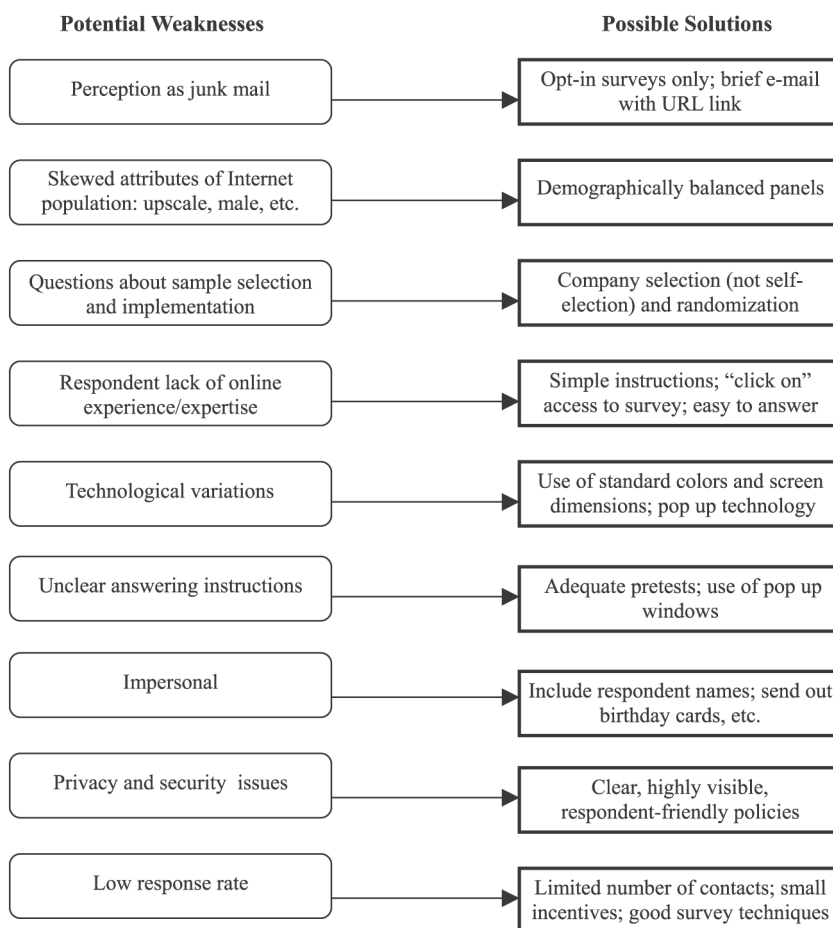 Potential Weaknesses
Possible Solutions
Perception as junk mail
Opt-in surveys only; brief e-mail
with URL link
Skewed attributes of Internet
population: upscale, male, etc.
Demographically balanced panels
Questions about sample selection
and implementation
Company selection (not self-
election) and randomization
Respondent lack of online
experience/expertise
Simple instructions; “click on”
access to survey; easy to answer
Technological variations
Use of standard colors and screen
dimensions; pop up technology
Unclear answering instructions
Adequate pretests; use of pop up
windows
Impersonal
Include respondent names; send out
birthday cards, etc.
Privacy and security issues
Clear, highly visible,
respondent-friendly policies
Low response rate
Limited number of contacts; small
incentives; good survey techniques